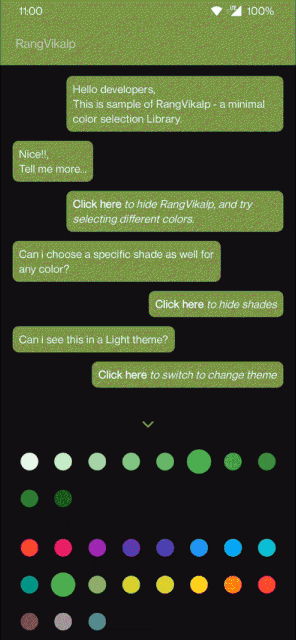 11:00
100%
RangVikalp
Hello developers,
This is sample of RangVikalp - a minimal
color selection Library.
Nice!!,
Tell me more...
Click here to hide RangVikalp, and try
selecting different colors.
Can i choose a specific shade as well for
any color?
Click here to hide shades
Can i see this in a Light theme?
Click here to switch to change theme